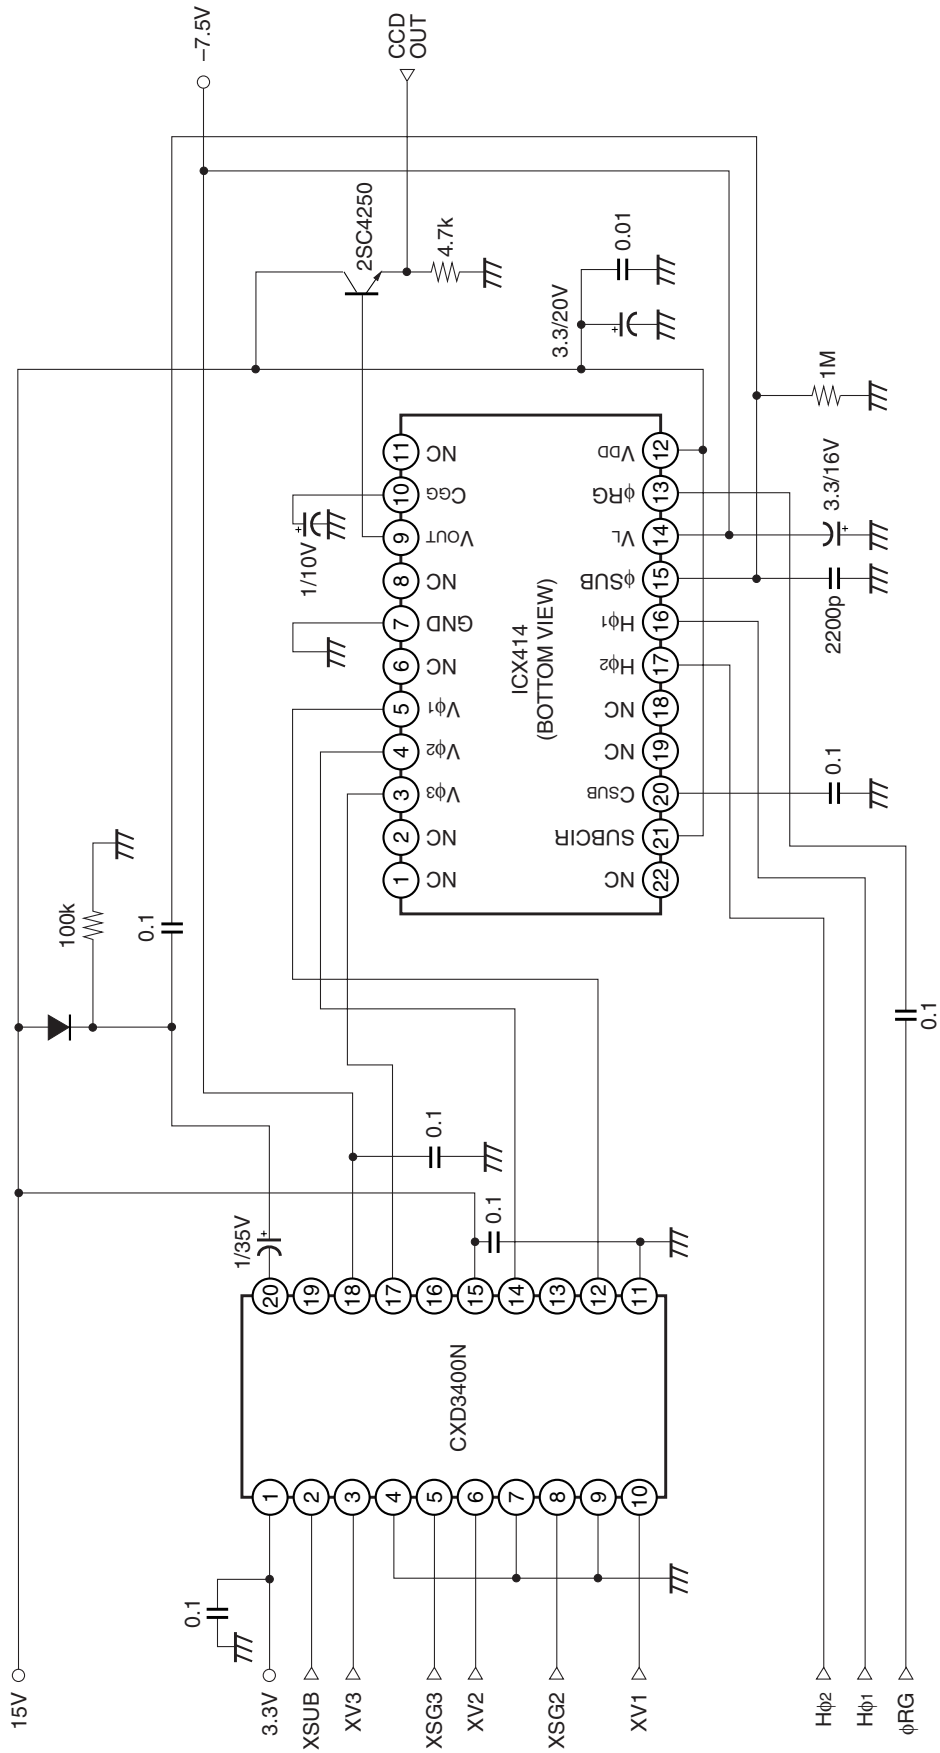 15V
3.3V
XSUB
XV3
XSG3
XV2
XSG2
XV1
Hϕ2
Hϕ1
ϕRG
0.1
1
2
3
4
5
6
7
8
9
10
CXD3400N
20
19
18
17
16
15
14
13
12
11
1/35V
0.1
0.1
100k
0.1
0.1
1 NC
2 NC
3 Vϕ3
4 Vϕ2
5 Vϕ1
6 NC
7 GND
8 NC
9 VOUT
10 CGG
11 NC
ICX414
(BOTTOM VIEW)
22 NC
21 SUBCIR
20 CSUB
19 NC
18 NC
17 Hϕ2
16 Hϕ1
15 ϕSUB
14 VL
13 ϕRG
12 VDD
1/10V
+
0.1
2200p
3.3/16V
+
1M
3.3/20V
+
0.01
2SC4250
4.7k
CCD
OUT
–7.5V
+